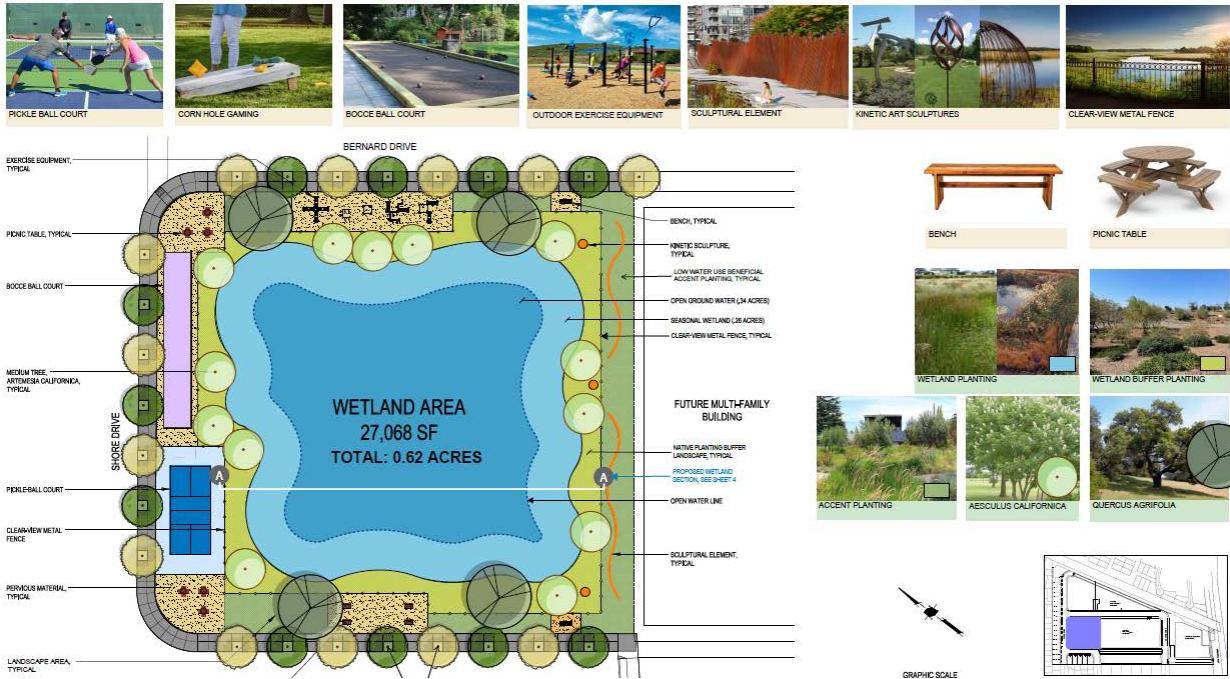 PICKLE BALL COURT
CORN HOLE GAMING
BOCCE BALL COURT
OUTDOOR EXERCISE EQUIPMENT
SCULPTURAL ELEMENT
KINETIC ART SCULPTURES
CLEAR-VIEW METAL FENCE
BERNARD DRIVE
EXERCISE EQUIPMENT,
TYPICAL
PICNIC TABLE, TYPICAL
BOCCE BALL COURT
MEDIUM TREE,
ARTEMESIA CALIFORNICA,
TYPICAL
SHORE DRIVE
PICKLE-BALL COURT
CLEAR-VIEW METAL
FENCE
PERVIOUS MATERIAL,
TYPICAL
LANDSCAPE AREA,
TYPICAL
WETLAND AREA
27,068 SF
TOTAL: 0.62 ACRES
A
A
BENCH, TYPICAL
KINETIC SCULPTURE,
TYPICAL
LOW WATER USE BENEFICIAL
ACCENT PLANTING, TYPICAL
OPEN GROUND WATER (.34 ACRES)
SEASONAL WETLAND (.28 ACRES)
CLEAR-VIEW METAL FENCE, TYPICAL
FUTURE MULTI-FAMILY
BUILDING
NATIVE PLANTING BUFFER
LANDSCAPE, TYPICAL
PROPOSED WETLAND
SECTION, SEE SHEET 4
OPEN WATER LINE
SCULPTURAL ELEMENT,
TYPICAL
BENCH
PICNIC TABLE
WETLAND PLANTING
WETLAND BUFFER PLANTING
ACCENT PLANTING
AESCULUS CALIFORNICA
QUERCUS AGRIFOLIA
GRAPHIC SCALE